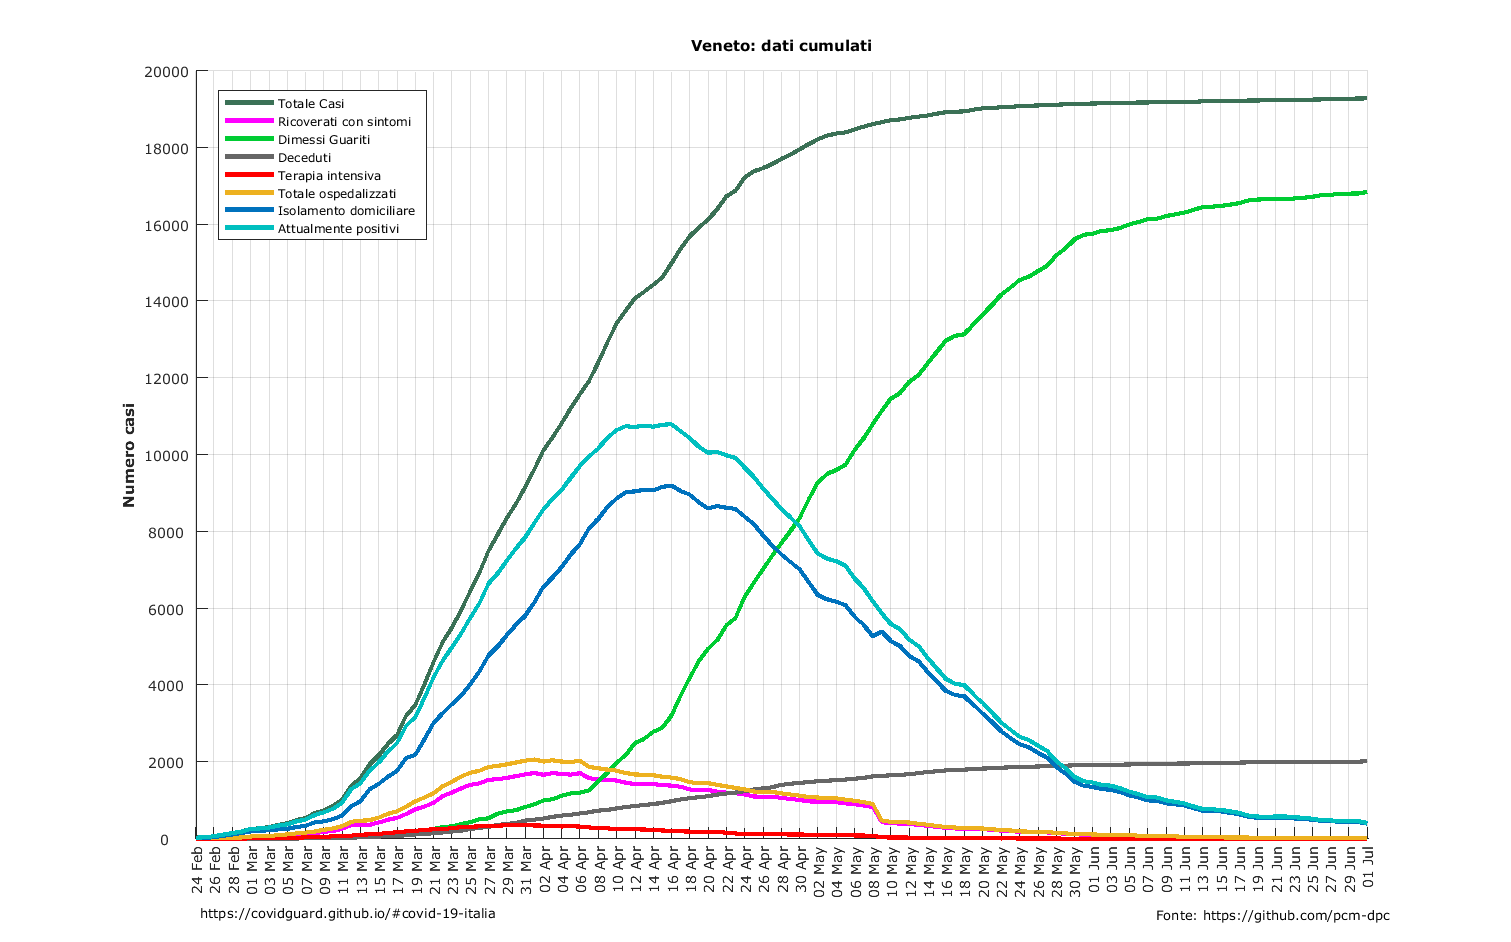 Veneto: dati cumulati
Numero casi
20000
18000
16000
14000
12000
10000
8000
6000
4000
2000
0
Totale Casi
Ricoverati con sintomi
Dimessi Guariti
Deceduti
Terapia intensiva
Totale ospedalizzati
Isolamento domiciliare
Attualmente positivi
24 Feb
26 Feb
28 Feb
01 Mar
03 Mar
05 Mar
07 Mar
09 Mar
11 Mar
13 Mar
15 Mar
17 Mar
19 Mar
21 Mar
23 Mar
25 Mar
27 Mar
29 Mar
31 Mar
02 Apr
04 Apr
06 Apr
08 Apr
10 Apr
12 Apr
14 Apr
16 Apr
18 Apr
20 Apr
22 Apr
24 Apr
26 Apr
28 Apr
30 Apr
02 May
04 May
06 May
08 May
10 May
12 May
14 May
16 May
18 May
20 May
22 May
24 May
26 May
28 May
30 May
01 Jun
03 Jun
05 Jun
07 Jun
09 Jun
11 Jun
13 Jun
15 Jun
17 Jun
19 Jun
21 Jun
23 Jun
25 Jun
27 Jun
29 Jun
01 Jul
https://covidguard.github.io/#covid-19-italia
Fonte: https://github.com/pcm-dpc